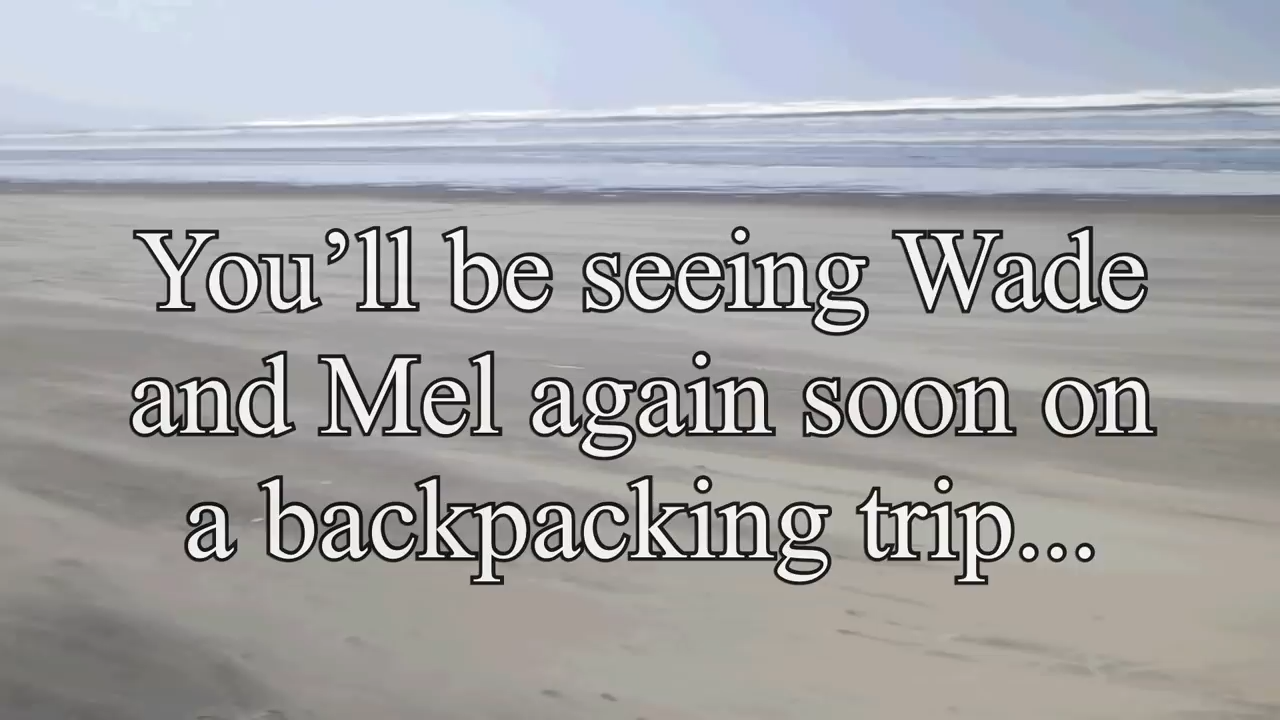 You’ll be seeing Wade
and Mel again soon on
a backpacking trip...